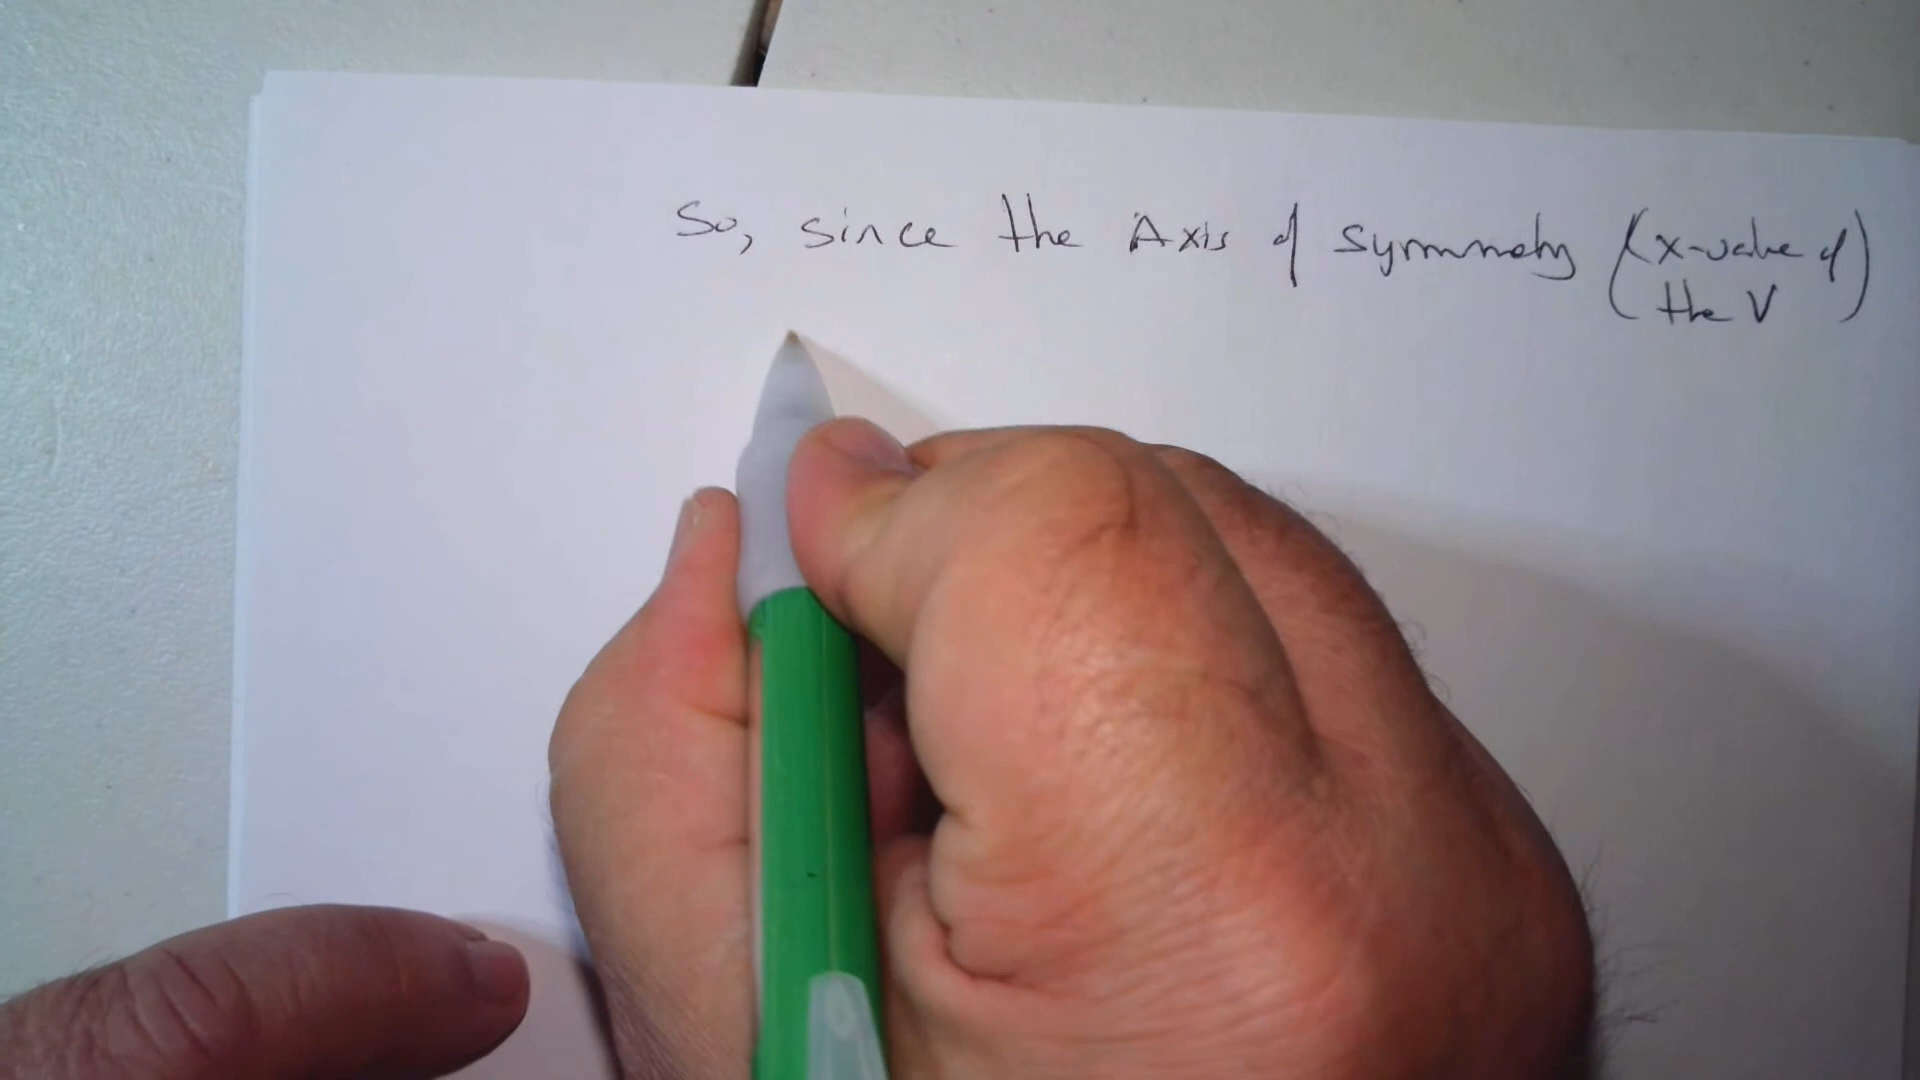 So, since the Axis of symmetry (x-value of
the V)